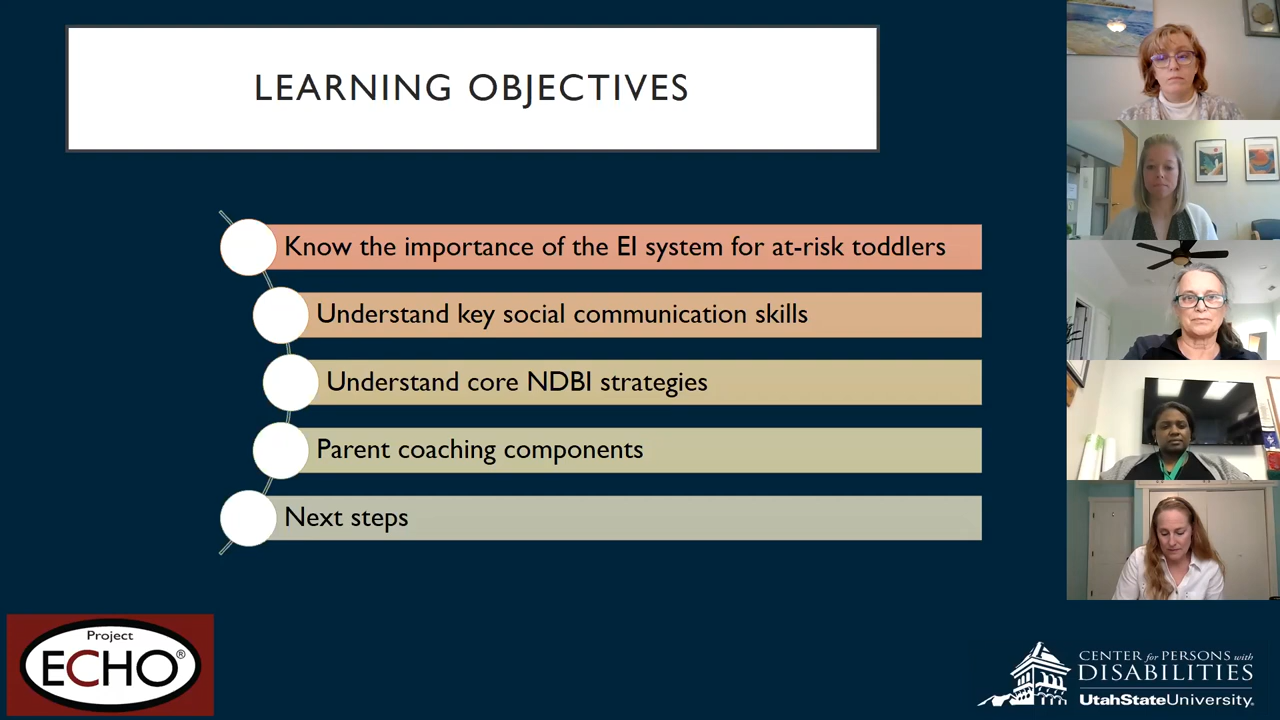 LEARNING OBJECTIVES
Know the importance of the EI system for at-risk toddlers
Understand key social communication skills
Understand core NDBI strategies
Parent coaching components
Next steps
Project
ECHO®
CENTER for PERSONS with
DISABILITIES
UtahStateUniversity.